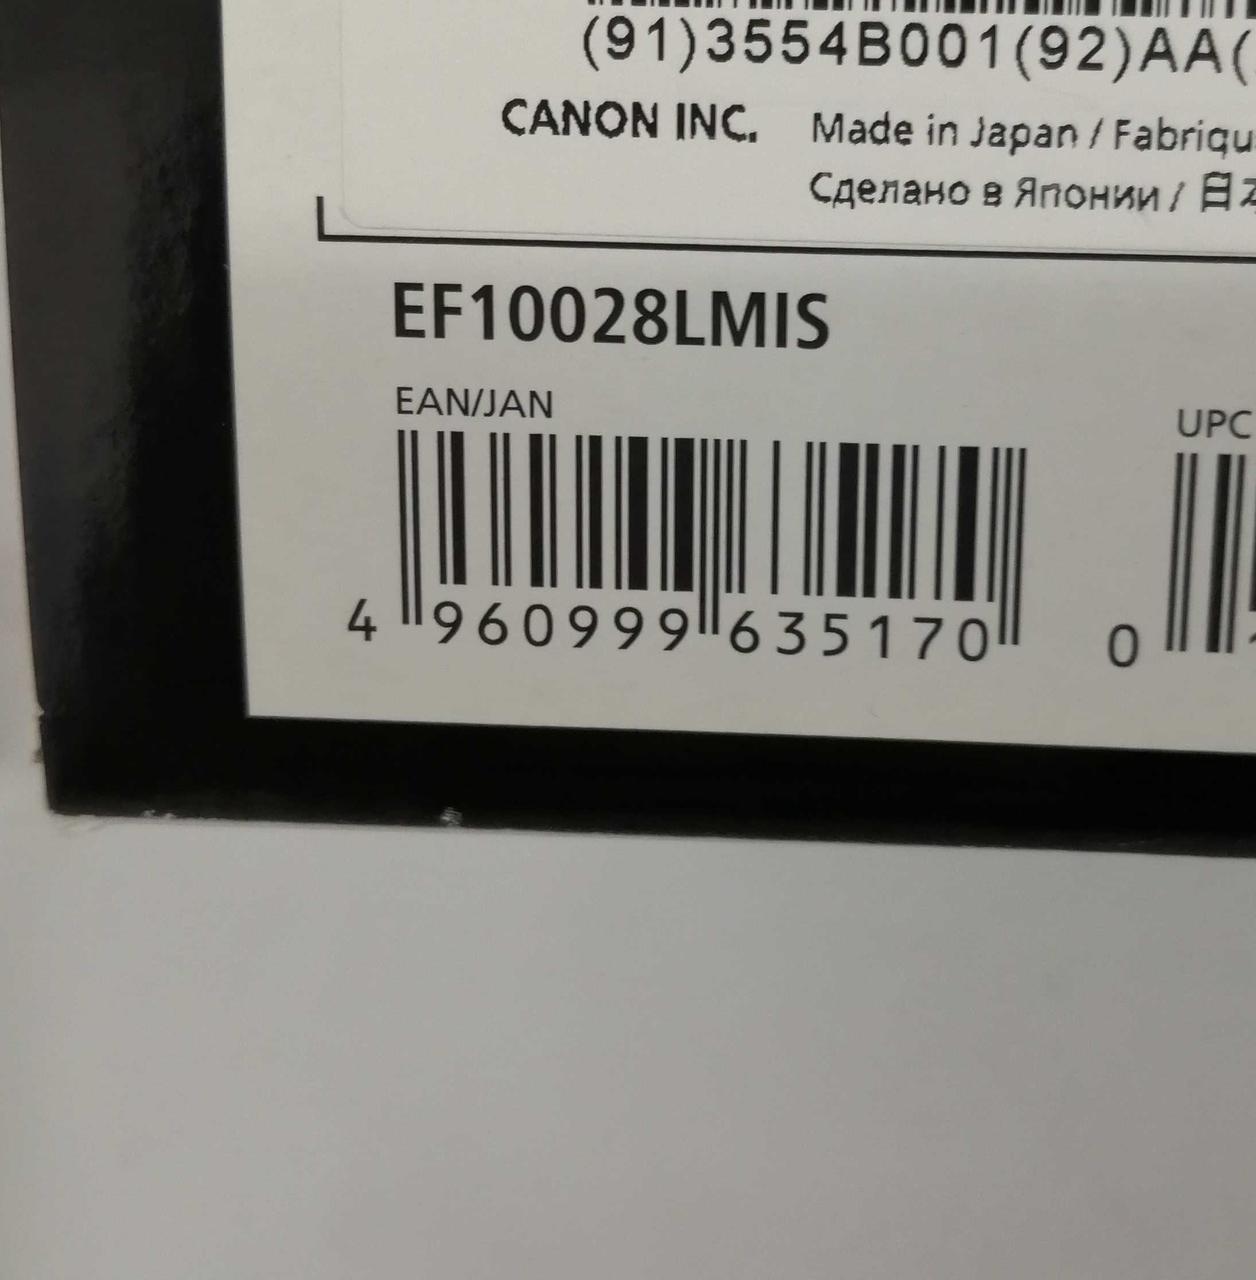 (91)3554B001(92)AA(
CANON INC. Made in Japan / Fabriqu
Сделано в Японии / 日
EF10028LMIS
EAN/JAN
UPC
4 960999 635170
0